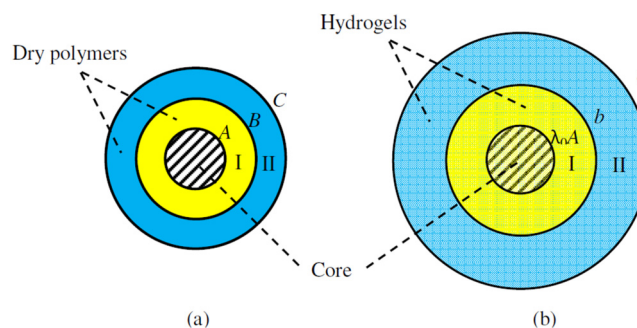 Dry polymers
Hydrogels
C
B
A
I
II
b
λ₀A
I
II
Core
(a)
(b)